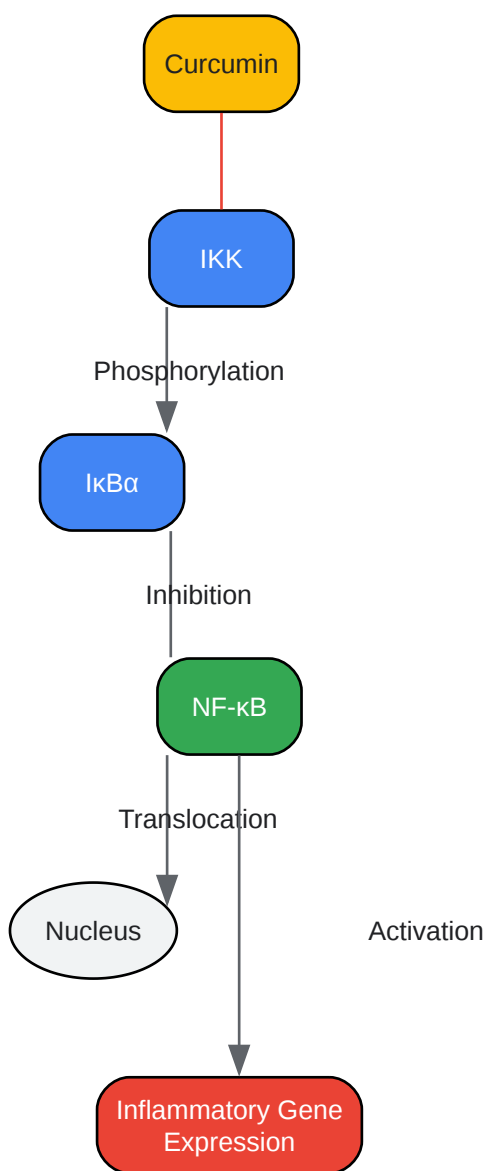 Curcumin
IKK
Phosphorylation
IκBα
Inhibition
NF-κB
Translocation
Nucleus
Activation
Inflammatory Gene
Expression